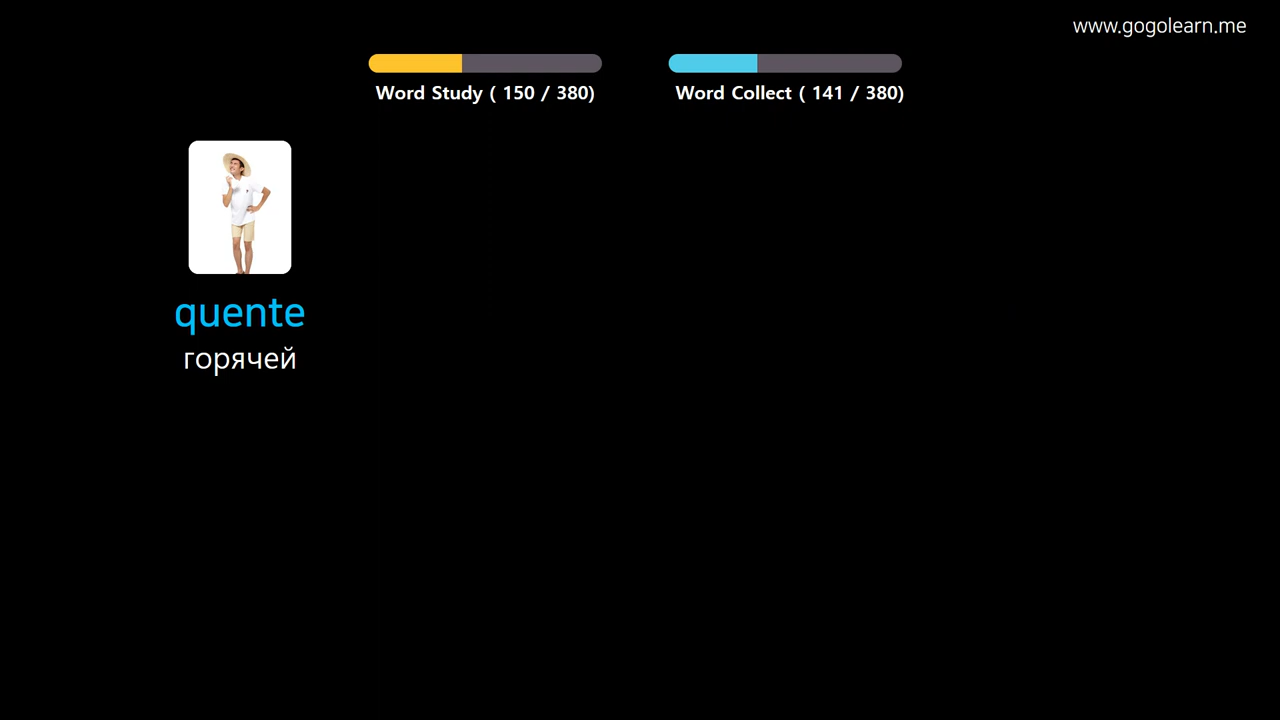 www.gogolearn.me
Word Study ( 150 / 380)
Word Collect ( 141 / 380)
quente
горячей